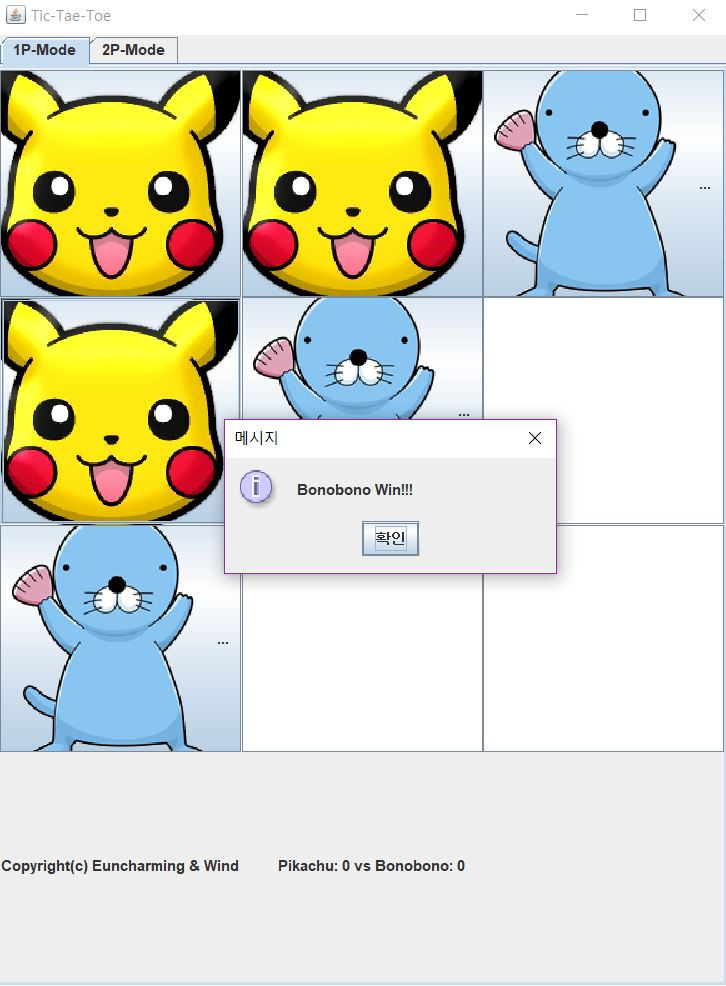 Tic-Tae-Toe
1P-Mode 2P-Mode
...
...
메시지
Bonobono Win!!!
확인
...
Copyright(c) Euncharming & Wind Pikachu: 0 vs Bonobono: 0